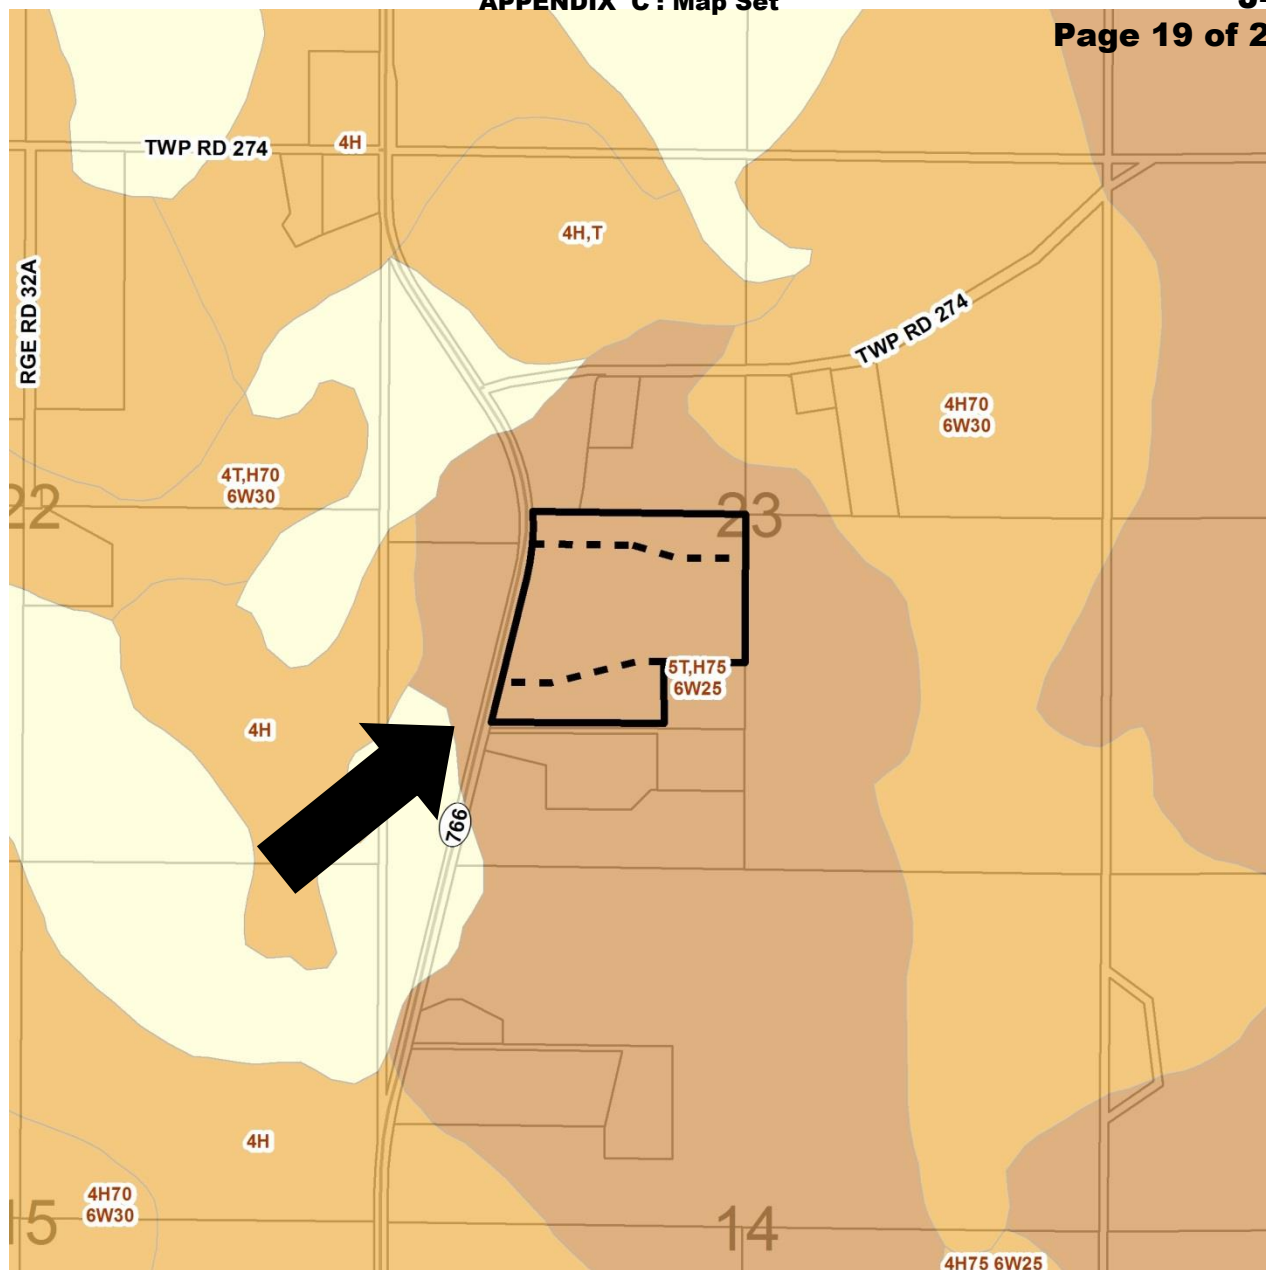 APPENDIX 'C': Map Set
Page 19 of 2
TWP RD 274
4H
4H,T
RGE RD 32A
TWP RD 274
4H70
6W30
4T,H70
6W30
22
23
5T,H75
6W25
4H
766
4H
4H70
6W30
15
14
4H75 6W25